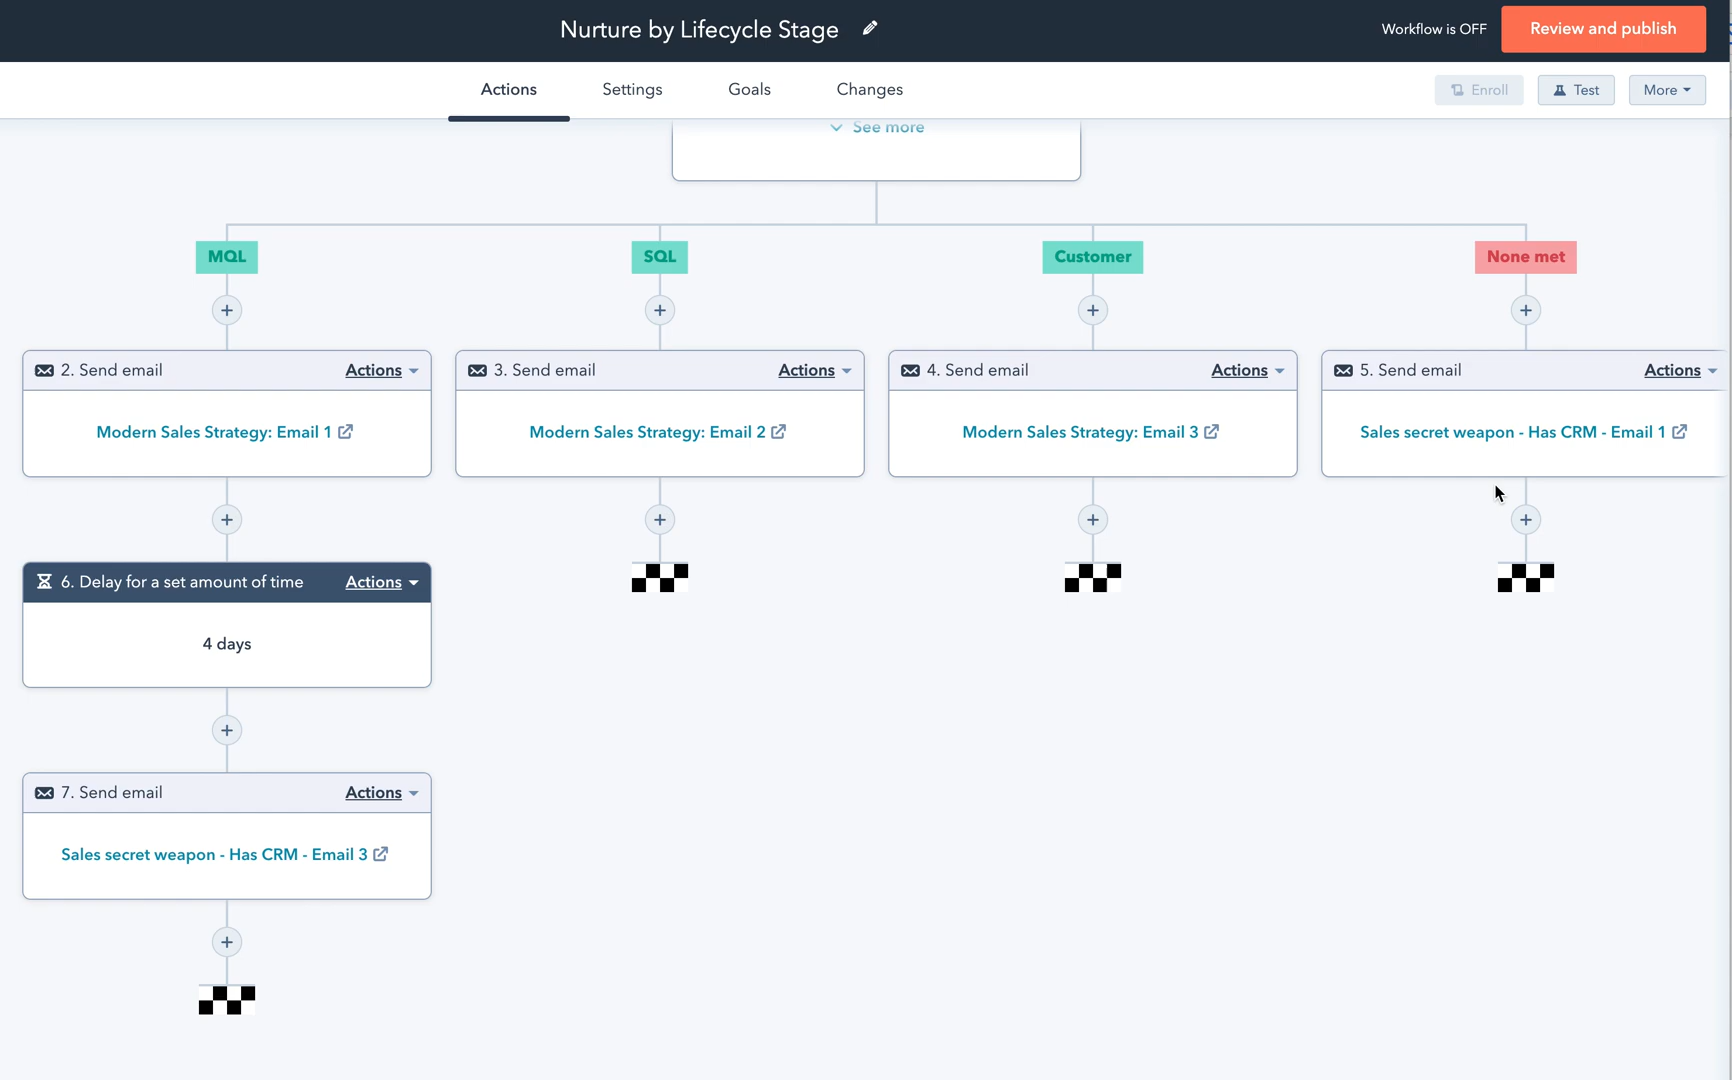 Nurture by Lifecycle Stage
Workflow is OFF
Review and publish
Actions
Settings
Goals
Changes
Enroll
Test
More
See more
MQL
SQL
Customer
None met
2. Send email
Actions
3. Send email
Actions
4. Send email
Actions
5. Send email
Actions
Modern Sales Strategy: Email 1
Modern Sales Strategy: Email 2
Modern Sales Strategy: Email 3
Sales secret weapon - Has CRM - Email 1
6. Delay for a set amount of time
Actions
4 days
7. Send email
Actions
Sales secret weapon - Has CRM - Email 3